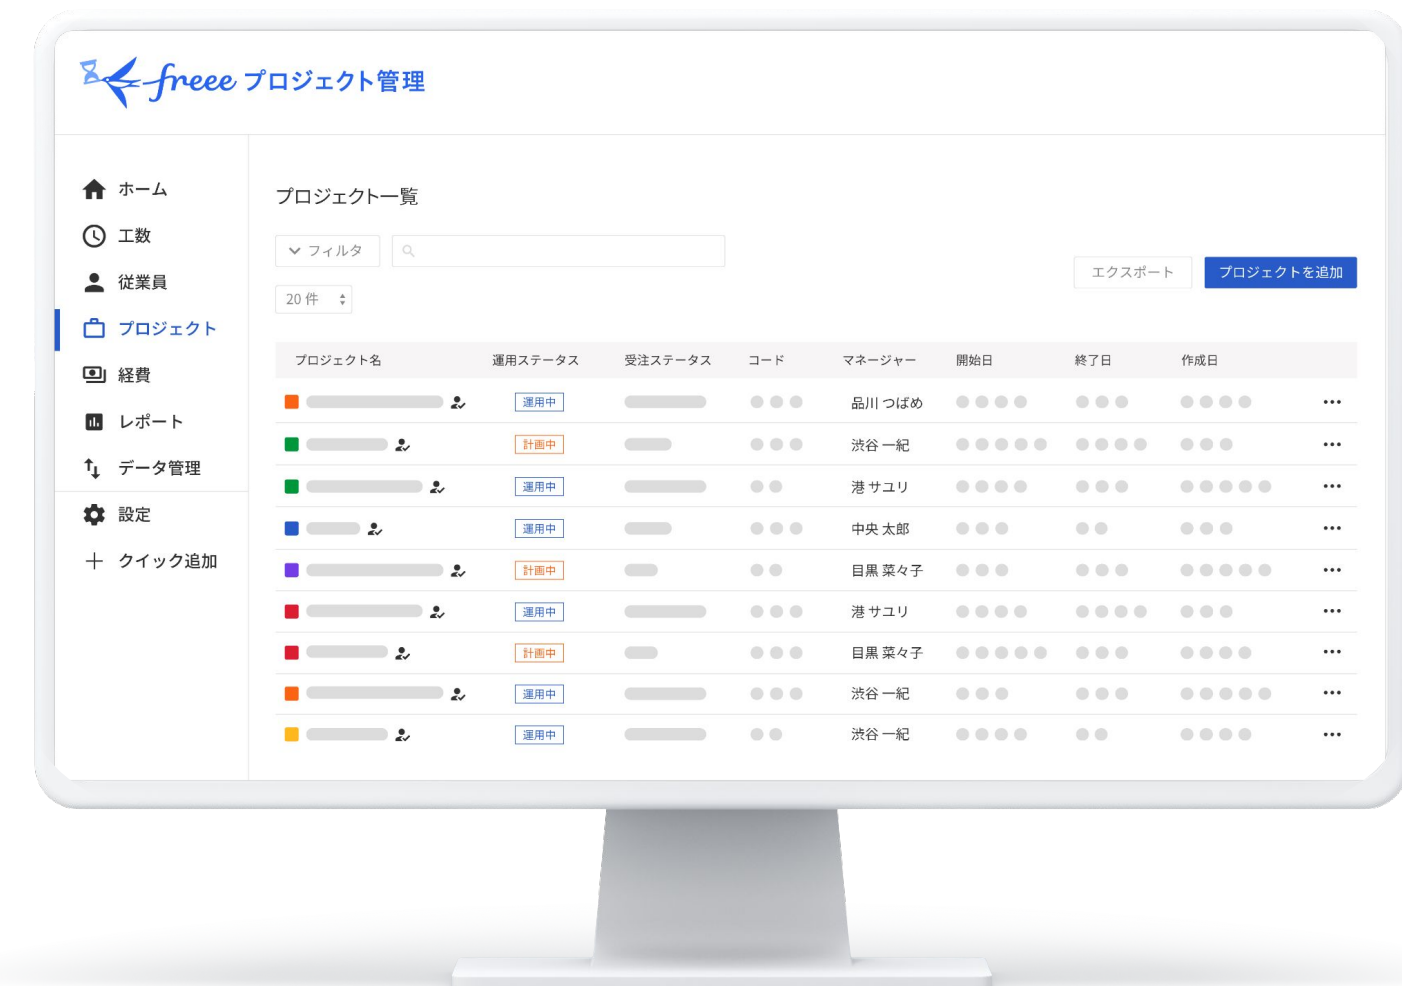 freee プロジェクト管理
ホーム
工数
従業員
プロジェクト
経費
レポート
データ管理
設定
クイック追加
プロジェクト一覧
フィルタ
エクスポート
プロジェクトを追加
20 件
プロジェクト名 運用ステータス 受注ステータス コード マネージャー 開始日 終了日 作成日
運用中 品川 つばめ
計画中 渋谷 一紀
運用中 港 サユリ
運用中 中央 太郎
計画中 目黒 菜々子
運用中 港 サユリ
計画中 目黒 菜々子
運用中 渋谷 一紀
運用中 渋谷 一紀